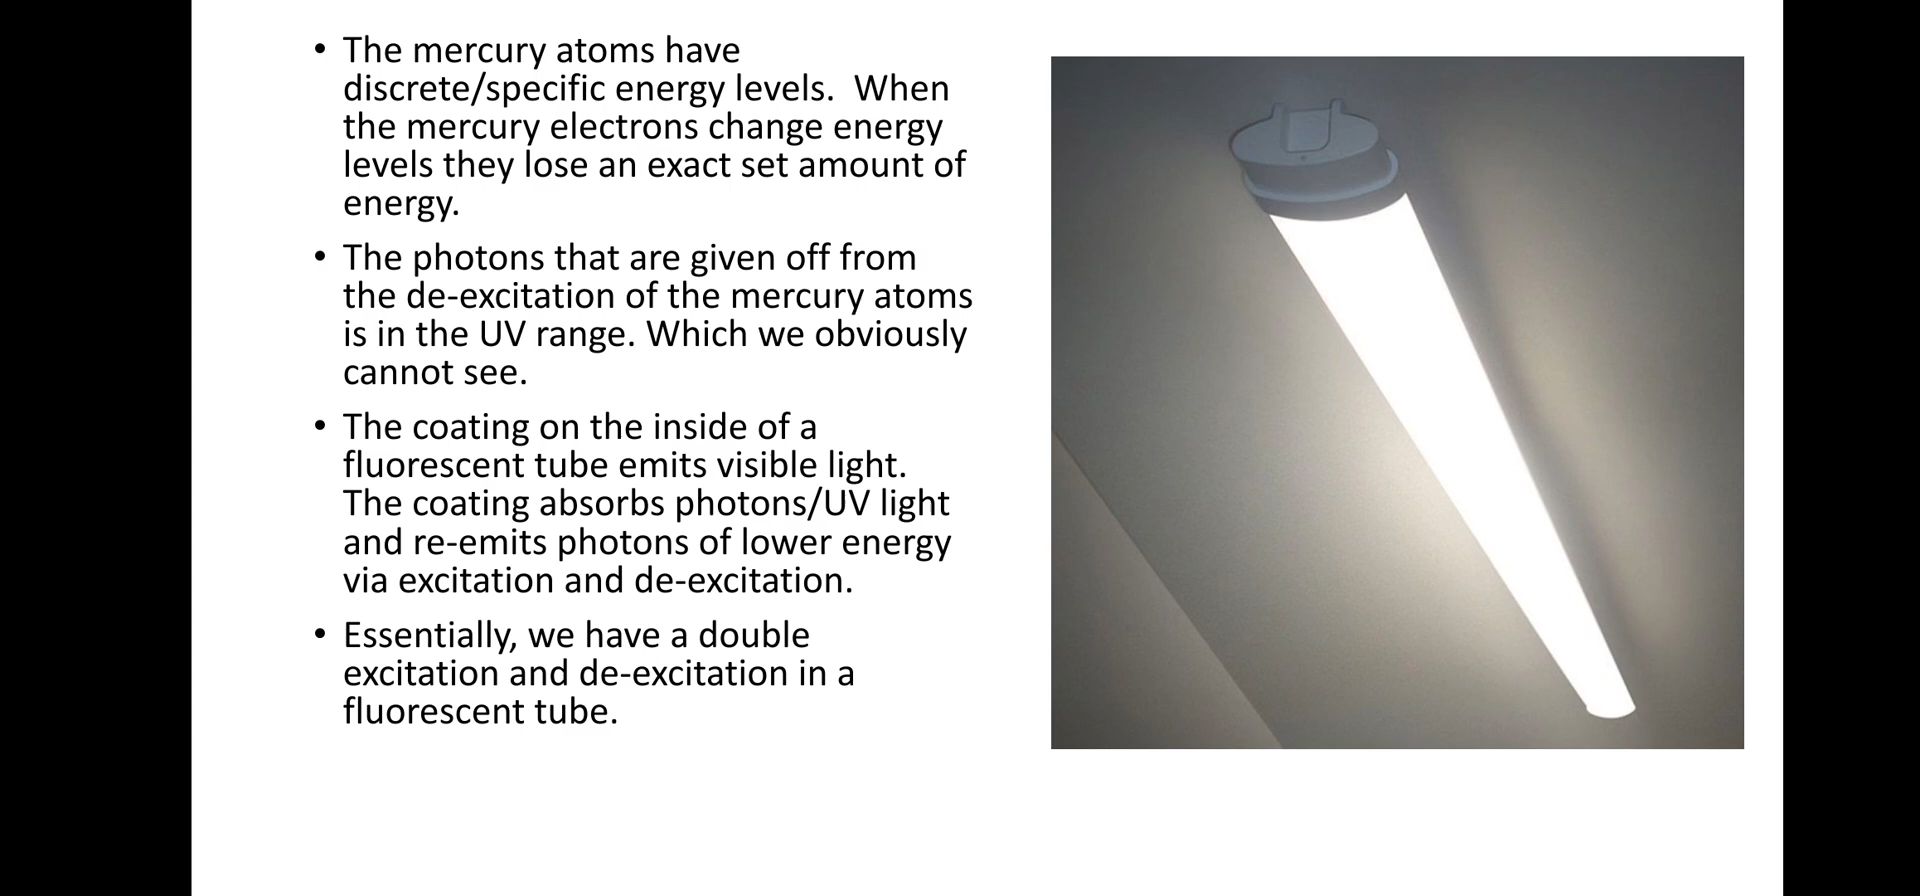 • The mercury atoms have
discrete/specific energy levels.  When
the mercury electrons change energy
levels they lose an exact set amount of
energy.
• The photons that are given off from
the de-excitation of the mercury atoms
is in the UV range. Which we obviously
cannot see.
• The coating on the inside of a
fluorescent tube emits visible light.
The coating absorbs photons/UV light
and re-emits photons of lower energy
via excitation and de-excitation.
• Essentially, we have a double
excitation and de-excitation in a
fluorescent tube.